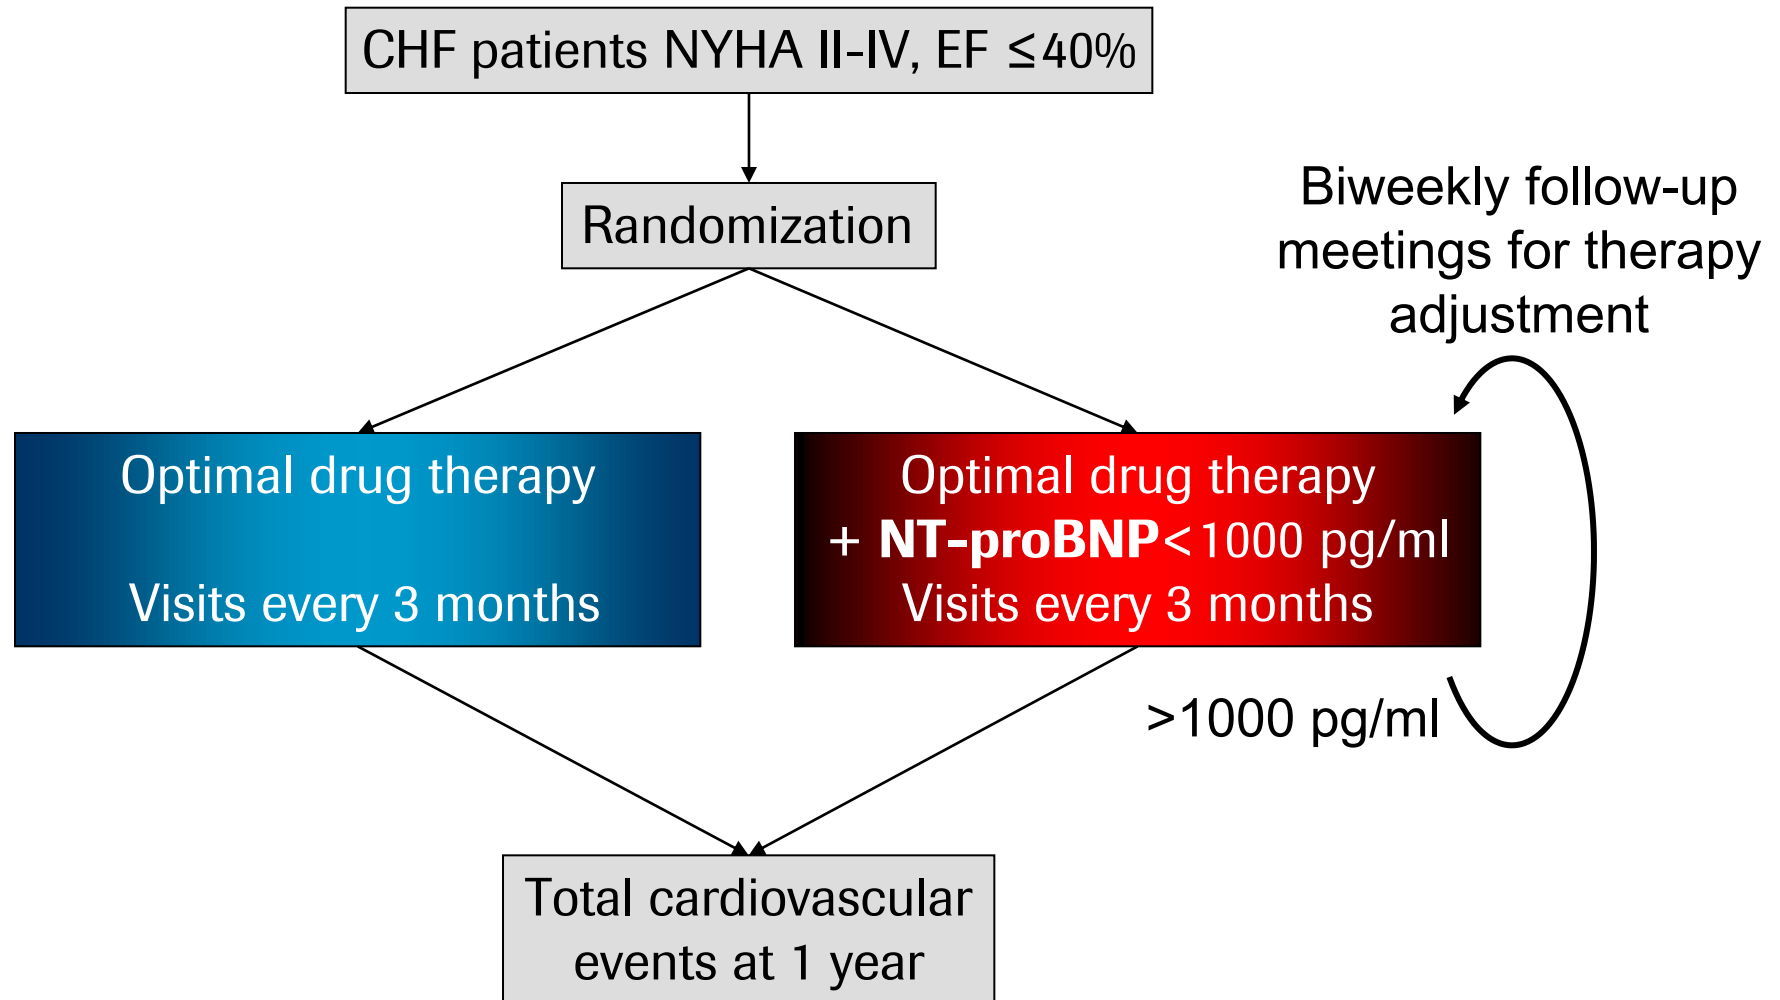 CHF patients NYHA II-IV, EF ≤40%
Randomization
Biweekly follow-up
meetings for therapy
adjustment
Optimal drug therapy
Visits every 3 months
Optimal drug therapy
+ NT-proBNP<1000 pg/ml
Visits every 3 months
>1000 pg/ml
Total cardiovascular
events at 1 year